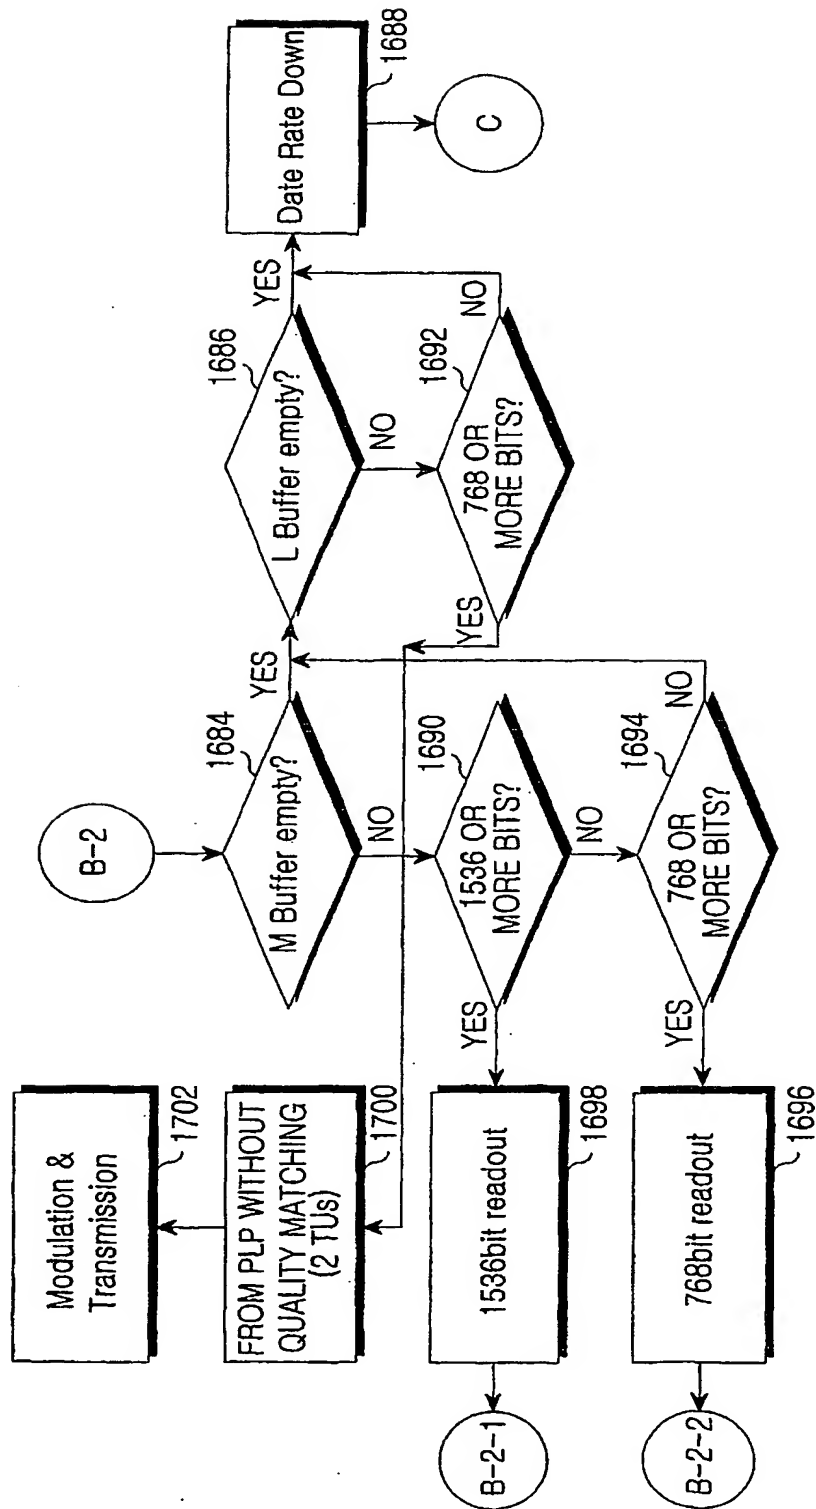 B-2
M Buffer empty?
1684
YES
NO
L Buffer empty?
1686
YES
NO
Date Rate Down
1688
C
1536 OR
MORE BITS?
1690
YES
NO
768 OR
MORE BITS?
1692
YES
NO
768 OR
MORE BITS?
1694
YES
NO
Modulation &
Transmission
1702
FROM PLP WITHOUT
QUALITY MATCHING
(2 TUs)
1700
1536bit readout
1698
768bit readout
1696
B-2-1
B-2-2